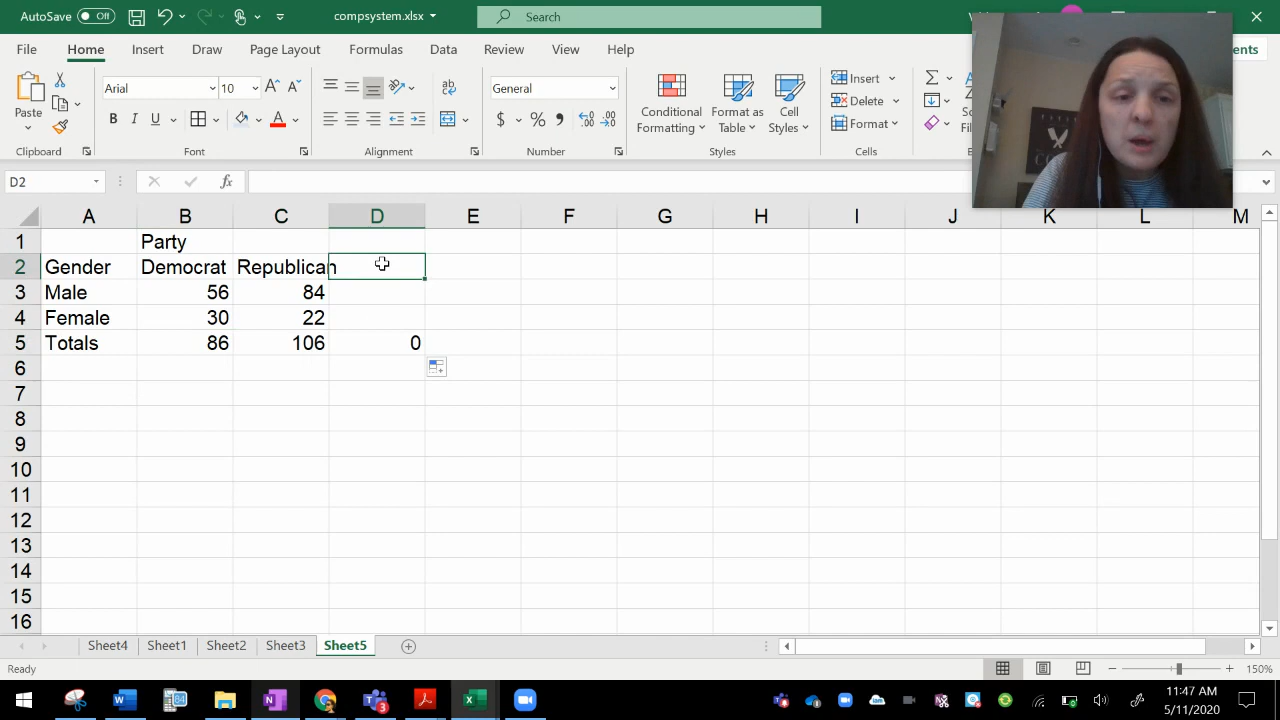 AutoSave Off compsystem.xlsx Search
File Home Insert Draw Page Layout Formulas Data Review View Help
Paste Arial 10 General Conditional Formatting Format as Table Cell Styles Insert Delete Format
Clipboard Font Alignment Number Styles Cells
D2 fx
A B C D E F G H I J K L M
1 Party
2 Gender Democrat Republican
3 Male 56 84
4 Female 30 22
5 Totals 86 106 0
6
7
8
9
10
11
12
13
14
15
16
Sheet4 Sheet1 Sheet2 Sheet3 Sheet5
Ready 150%
11:47 AM
5/11/2020